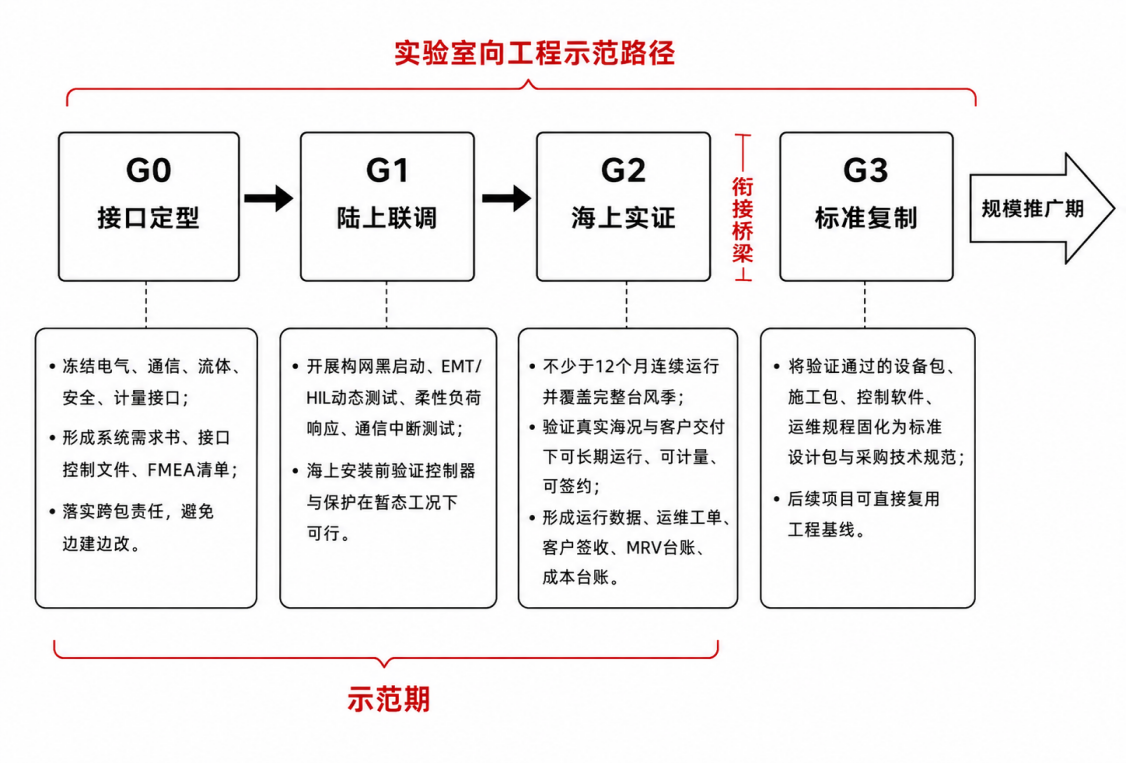 实验室向工程示范路径
G0
接口定型
G1
陆上联调
G2
海上实证
衔接桥梁
G3
标准复制
规模推广期
• 冻结电气、通信、流体、
安全、计量接口；
• 形成系统需求书、接口
控制文件、FMEA清单；
• 落实跨包责任，避免
边建边改。
• 开展构网黑启动、EMT/
HIL动态测试、柔性负荷
响应、通信中断测试；
• 海上安装前验证控制器
与保护在暂态工况下
可行。
• 不少于12个月连续运行
并覆盖完整台风季；
• 验证真实海况与客户交付
下可长期运行、可计量、
可签约；
• 形成运行数据、运维工单、
客户签收、MRV台账、
成本台账。
• 将验证通过的设备包、
施工包、控制软件、
运维规程固化为标准
设计包与采购技术规范；
• 后续项目可直接复用
工程基线。
示范期